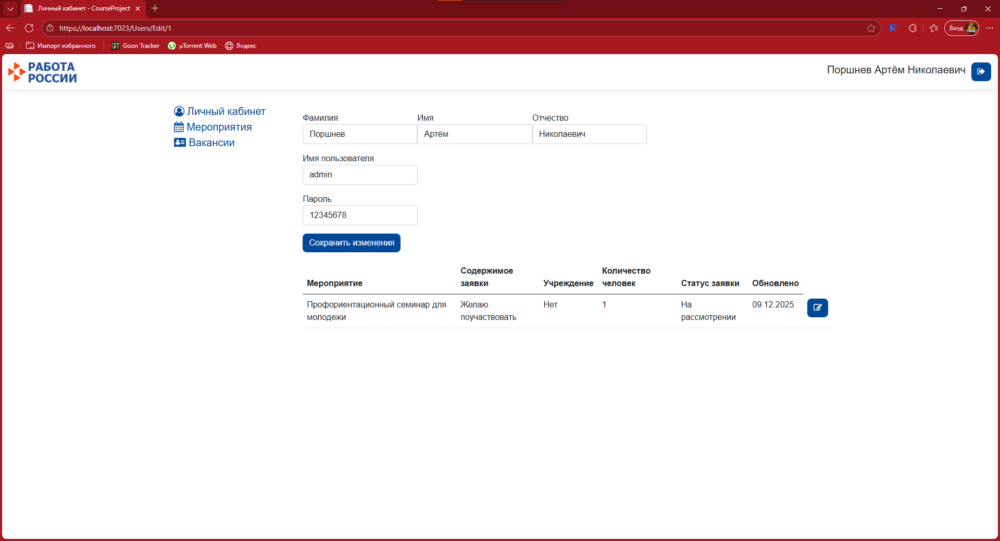 Личный кабинет - CourseProject
https://localhost:7023/Users/Edit/1
Вход
TOXIC
Импорт избранного
GT Goon Tracker
µTorrent Web
Яндекс
РАБОТА
РОССИИ
Поршнев Артём Николаевич
Личный кабинет
Мероприятия
Вакансии
Фамилия Имя Отчество
Поршнев Артём Николаевич
Имя пользователя
admin
Пароль
12345678
Сохранить изменения
Содержимое Количество
Мероприятие заявки Учреждение человек Статус заявки Обновлено
Профориентационный семинар для Желаю Нет 1 На 09.12.2025
молодежи поучаствовать рассмотрении